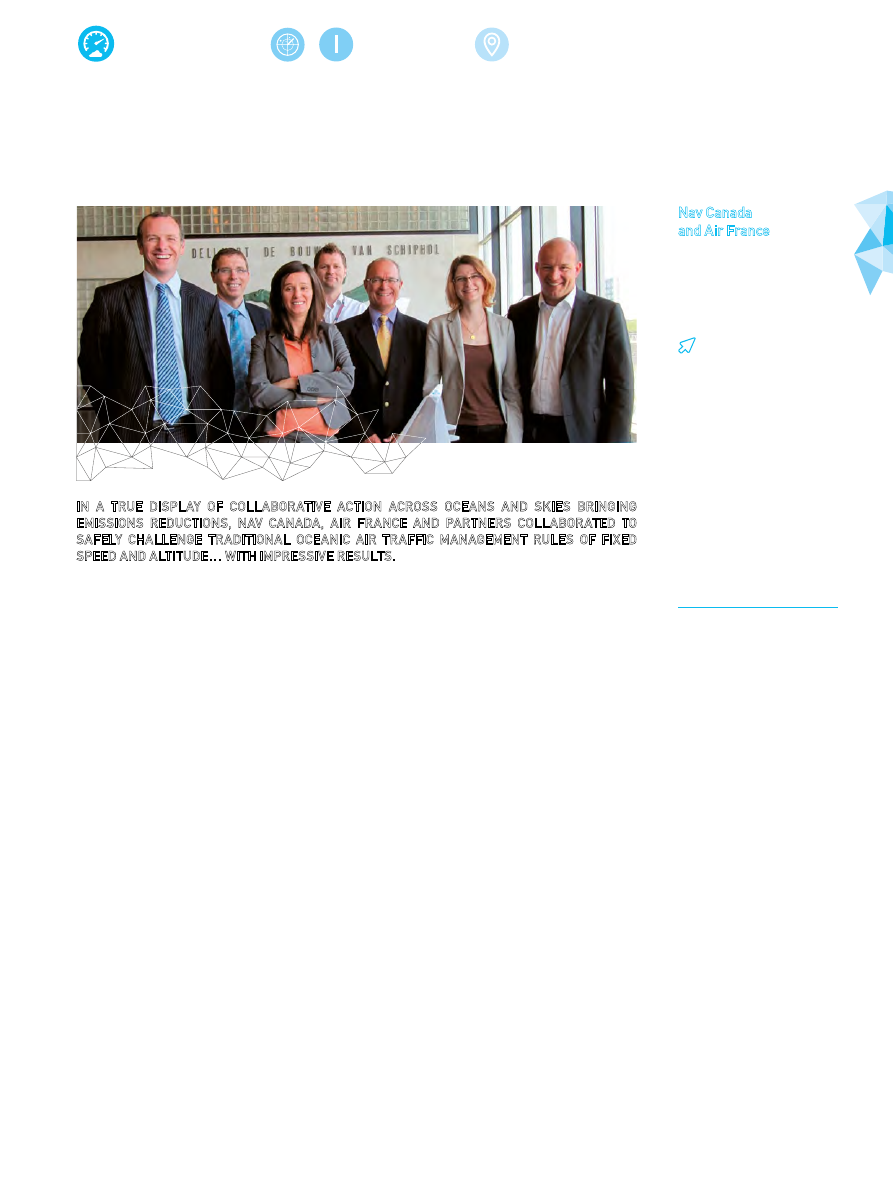 DELFT DE BOUW VAN SCHIPHOL
Nav Canada
and Air France
IN A TRUE DISPLAY OF COLLABORATIVE ACTION ACROSS OCEANS AND SKIES BRINGING
EMISSIONS REDUCTIONS, NAV CANADA, AIR FRANCE AND PARTNERS COLLABORATED TO
SAFELY CHALLENGE TRADITIONAL OCEANIC AIR TRAFFIC MANAGEMENT RULES OF FIXED
SPEED AND ALTITUDE... WITH IMPRESSIVE RESULTS.